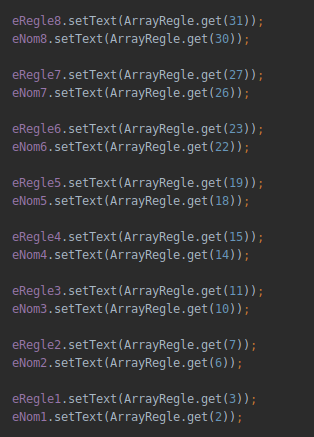 eRegle8.setText(ArrayRegle.get(31));
eNom8.setText(ArrayRegle.get(30));
eRegle7.setText(ArrayRegle.get(27));
eNom7.setText(ArrayRegle.get(26));
eRegle6.setText(ArrayRegle.get(23));
eNom6.setText(ArrayRegle.get(22));
eRegle5.setText(ArrayRegle.get(19));
eNom5.setText(ArrayRegle.get(18));
eRegle4.setText(ArrayRegle.get(15));
eNom4.setText(ArrayRegle.get(14));
eRegle3.setText(ArrayRegle.get(11));
eNom3.setText(ArrayRegle.get(10));
eRegle2.setText(ArrayRegle.get(7));
eNom2.setText(ArrayRegle.get(6));
eRegle1.setText(ArrayRegle.get(3));
eNom1.setText(ArrayRegle.get(2));